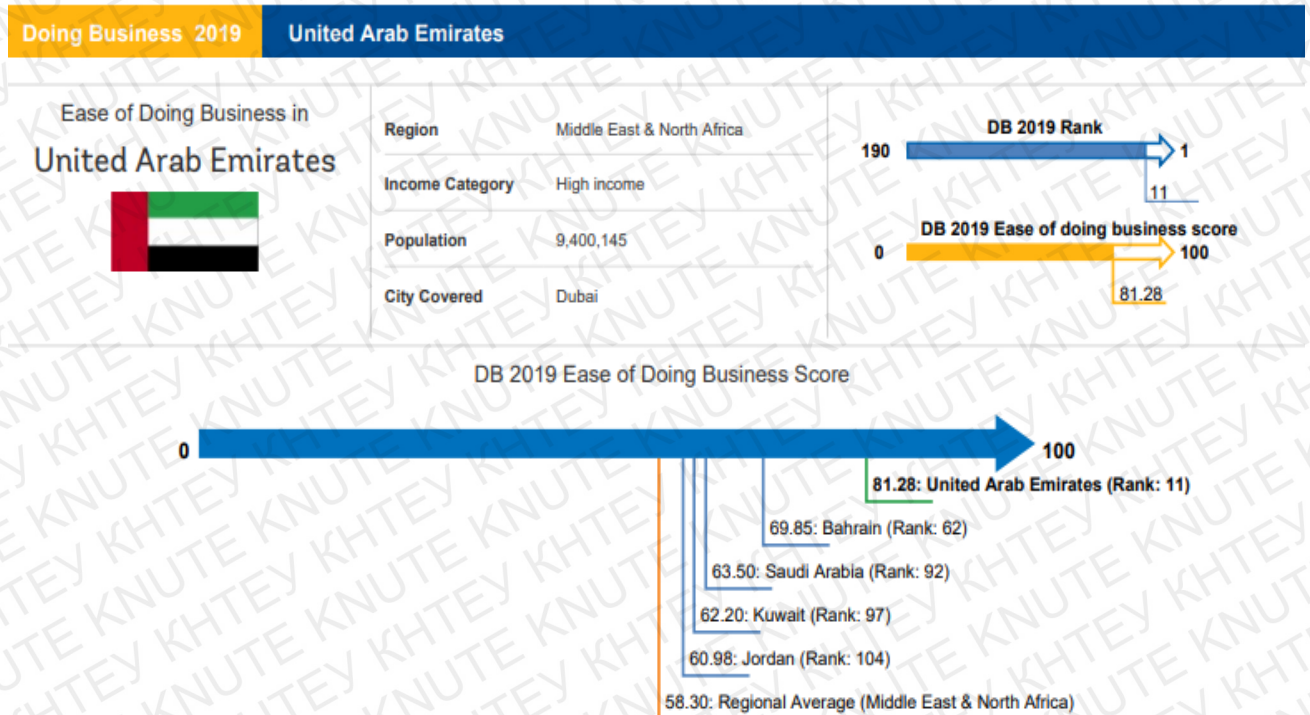 Doing Business 2019 United Arab Emirates
Ease of Doing Business in
United Arab Emirates
Region Middle East & North Africa
Income Category High income
Population 9,400,145
City Covered Dubai
DB 2019 Rank
190 1
11
DB 2019 Ease of doing business score
0 100
81.28
DB 2019 Ease of Doing Business Score
0 100
81.28: United Arab Emirates (Rank: 11)
69.85: Bahrain (Rank: 62)
63.50: Saudi Arabia (Rank: 92)
62.20: Kuwait (Rank: 97)
60.98: Jordan (Rank: 104)
58.30: Regional Average (Middle East & North Africa)
KNUTE KHTEY